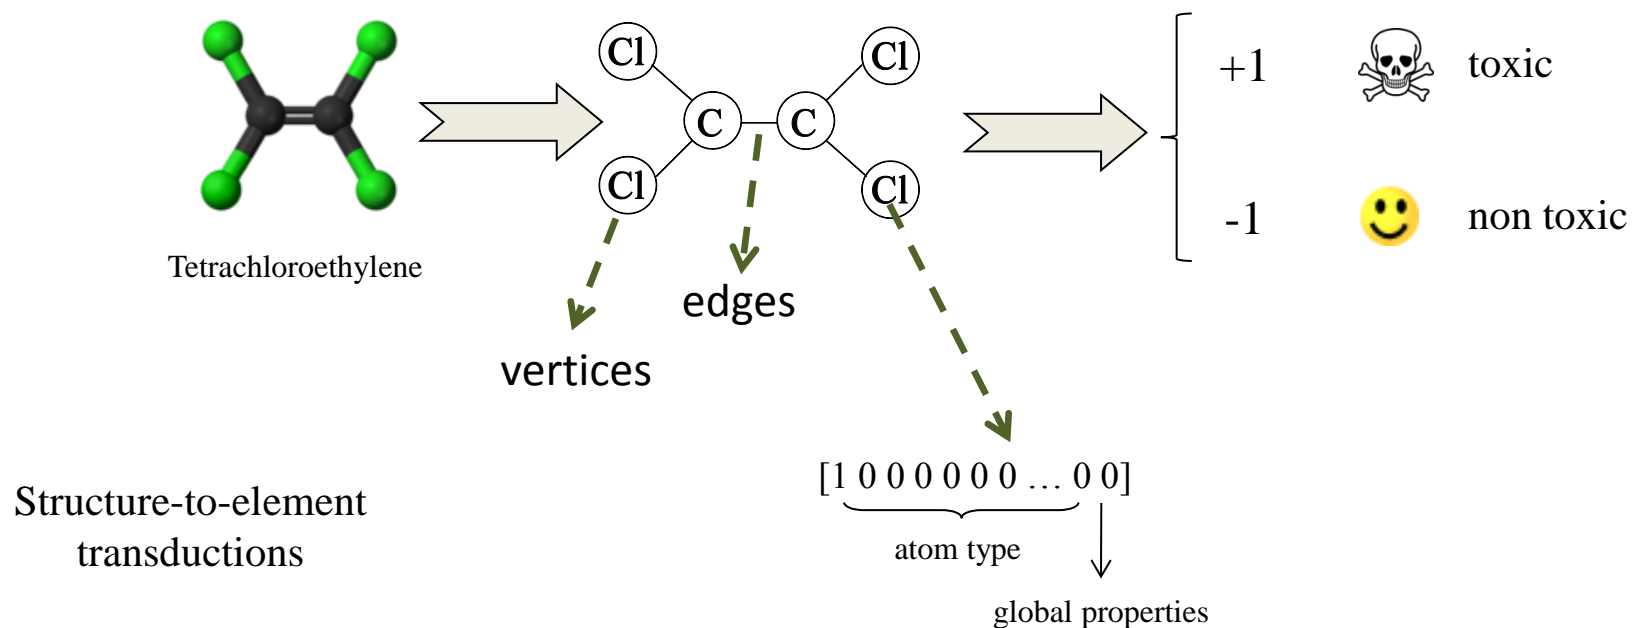 Cl
Cl
C
C
Cl
Cl
+1
toxic
-1
non toxic
Tetrachloroethylene
edges
vertices
[1 0 0 0 0 0 0 … 0 0]
atom type
global properties
Structure-to-element
transductions